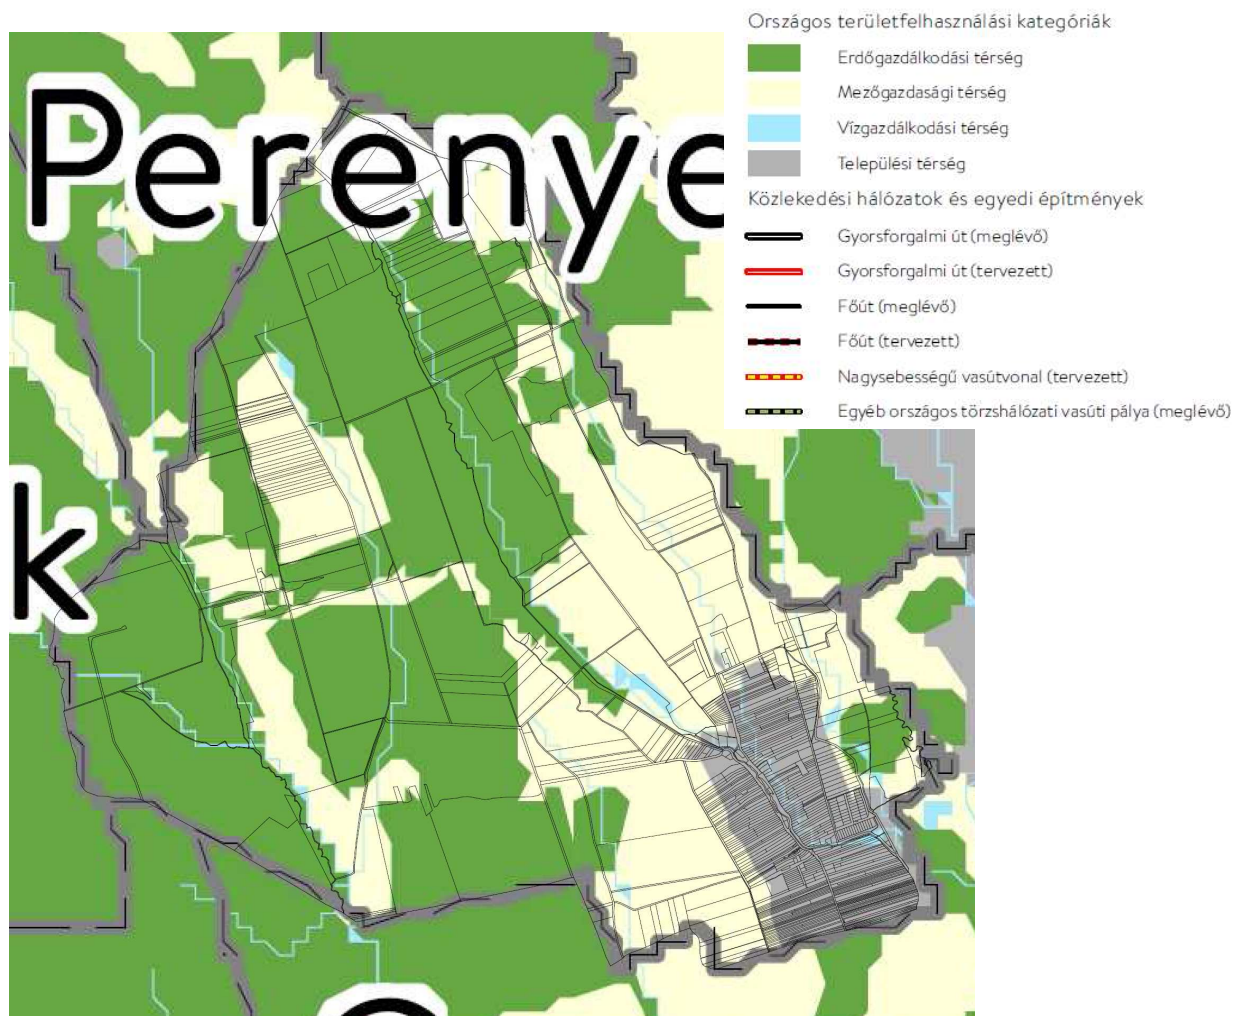 Országos területfelhasználási kategóriák
Erdőgazdálkodási térség
Mezőgazdasági térség
Vízgazdálkodási térség
Települési térség
Közlekedési hálózatok és egyedi építmények
Gyorsforgalmi út (meglévő)
Gyorsforgalmi út (tervezett)
Főút (meglévő)
Főút (tervezett)
Nagysebességű vasútvonal (tervezett)
Egyéb országos törzshálózati vasúti pálya (meglévő)
Perenye
k